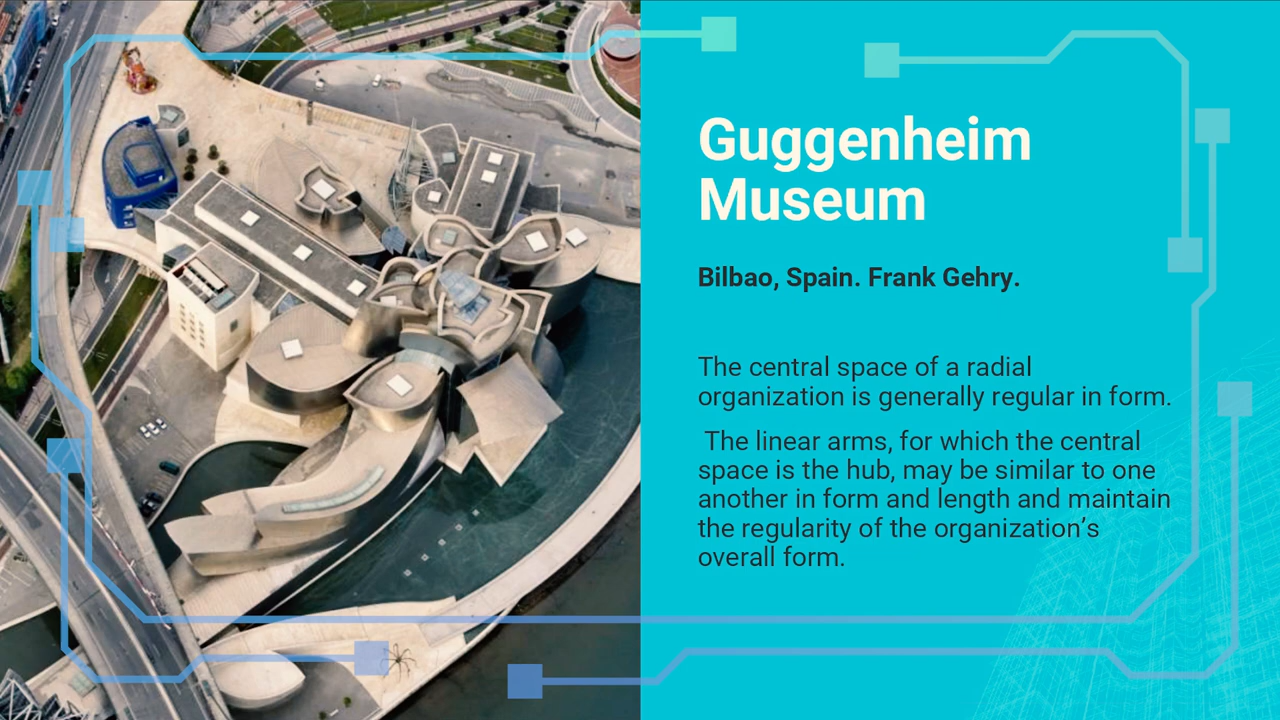 Guggenheim
Museum
Bilbao, Spain. Frank Gehry.
The central space of a radial
organization is generally regular in form.
The linear arms, for which the central
space is the hub, may be similar to one
another in form and length and maintain
the regularity of the organization’s
overall form.